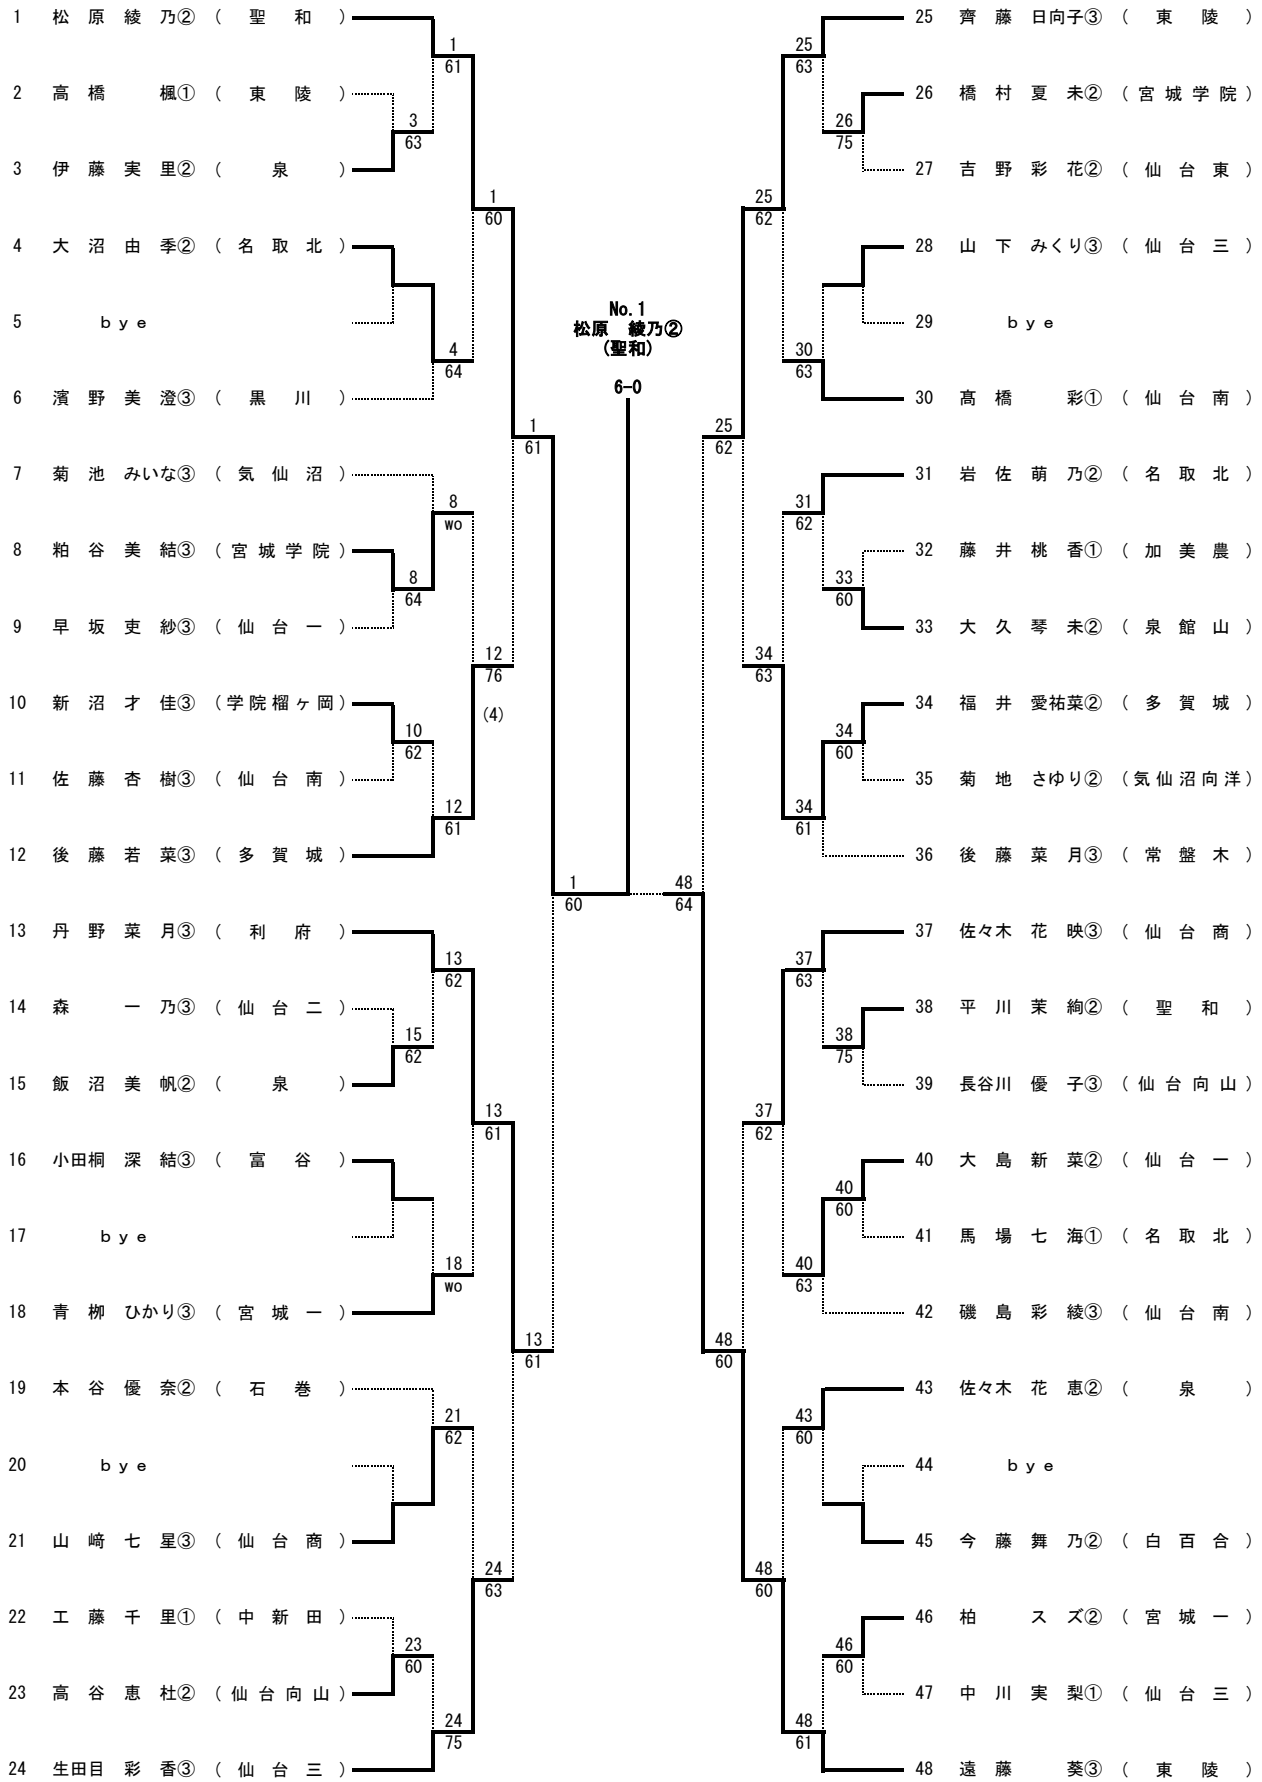 1 松 原 綾 乃② ( 聖 和 )
1
61
2 高 橋 楓① ( 東 陵 )
3
63
3 伊 藤 実 里② ( 泉 )
1
60
4 大 沼 由 季② ( 名 取 北 )
5 ｂｙｅ
4
64
6 濱 野 美 澄③ ( 黒 川 )
1
61
7 菊 池 みいな③ ( 気 仙 沼 )
8
wo
8 粕 谷 美 結③ ( 宮 城 学 院 )
8
64
9 早 坂 吏 紗③ ( 仙 台 一 )
12
76
(4)
10 新 沼 才 佳③ ( 学 院 榴 ヶ 岡 )
10
62
11 佐 藤 杏 樹③ ( 仙 台 南 )
12
61
12 後 藤 若 菜③ ( 多 賀 城 )
1
60
13 丹 野 菜 月③ ( 利 府 )
13
62
14 森 一 乃③ ( 仙 台 二 )
15
62
15 飯 沼 美 帆② ( 泉 )
13
61
16 小田桐 深 結③ ( 富 谷 )
17 ｂｙｅ
18
wo
18 青 栁 ひかり③ ( 宮 城 一 )
13
61
19 本 谷 優 奈② ( 石 巻 )
21
62
20 ｂｙｅ
21 山 﨑 七 星③ ( 仙 台 商 )
24
63
22 工 藤 千 里① ( 中 新 田 )
23
60
23 高 谷 恵 杜② ( 仙 台 向 山 )
24
75
24 生田目 彩 香③ ( 仙 台 三 )
No.1
松原 綾乃②
(聖和)
6-0
25 齊 藤 日向子③ ( 東 陵 )
25
63
26 橋 村 夏 未② ( 宮 城 学 院 )
26
75
27 吉 野 彩 花② ( 仙 台 東 )
25
62
28 山 下 みくり③ ( 仙 台 三 )
29 ｂｙｅ
30
63
30 高 橋 彩① ( 仙 台 南 )
25
62
31 岩 佐 萌 乃② ( 名 取 北 )
31
62
32 藤 井 桃 香① ( 加 美 農 )
33
60
33 大 久 琴 未② ( 泉 館 山 )
34
63
34 福 井 愛祐菜② ( 多 賀 城 )
34
60
35 菊 地 さゆり② ( 気 仙 沼 向 洋 )
34
61
36 後 藤 菜 月③ ( 常 盤 木 )
48
64
37 佐々木 花 映③ ( 仙 台 商 )
37
63
38 平 川 茉 絢② ( 聖 和 )
38
75
39 長谷川 優 子③ ( 仙 台 向 山 )
37
62
40 大 島 新 菜② ( 仙 台 一 )
40
60
41 馬 場 七 海① ( 名 取 北 )
40
63
42 磯 島 彩 綾③ ( 仙 台 南 )
48
60
43 佐々木 花 恵② ( 泉 )
43
60
44 ｂｙｅ
45 今 藤 舞 乃② ( 白 百 合 )
48
60
46 柏 ス ズ② ( 宮 城 一 )
46
60
47 中 川 実 梨① ( 仙 台 三 )
48
61
48 遠 藤 葵③ ( 東 陵 )